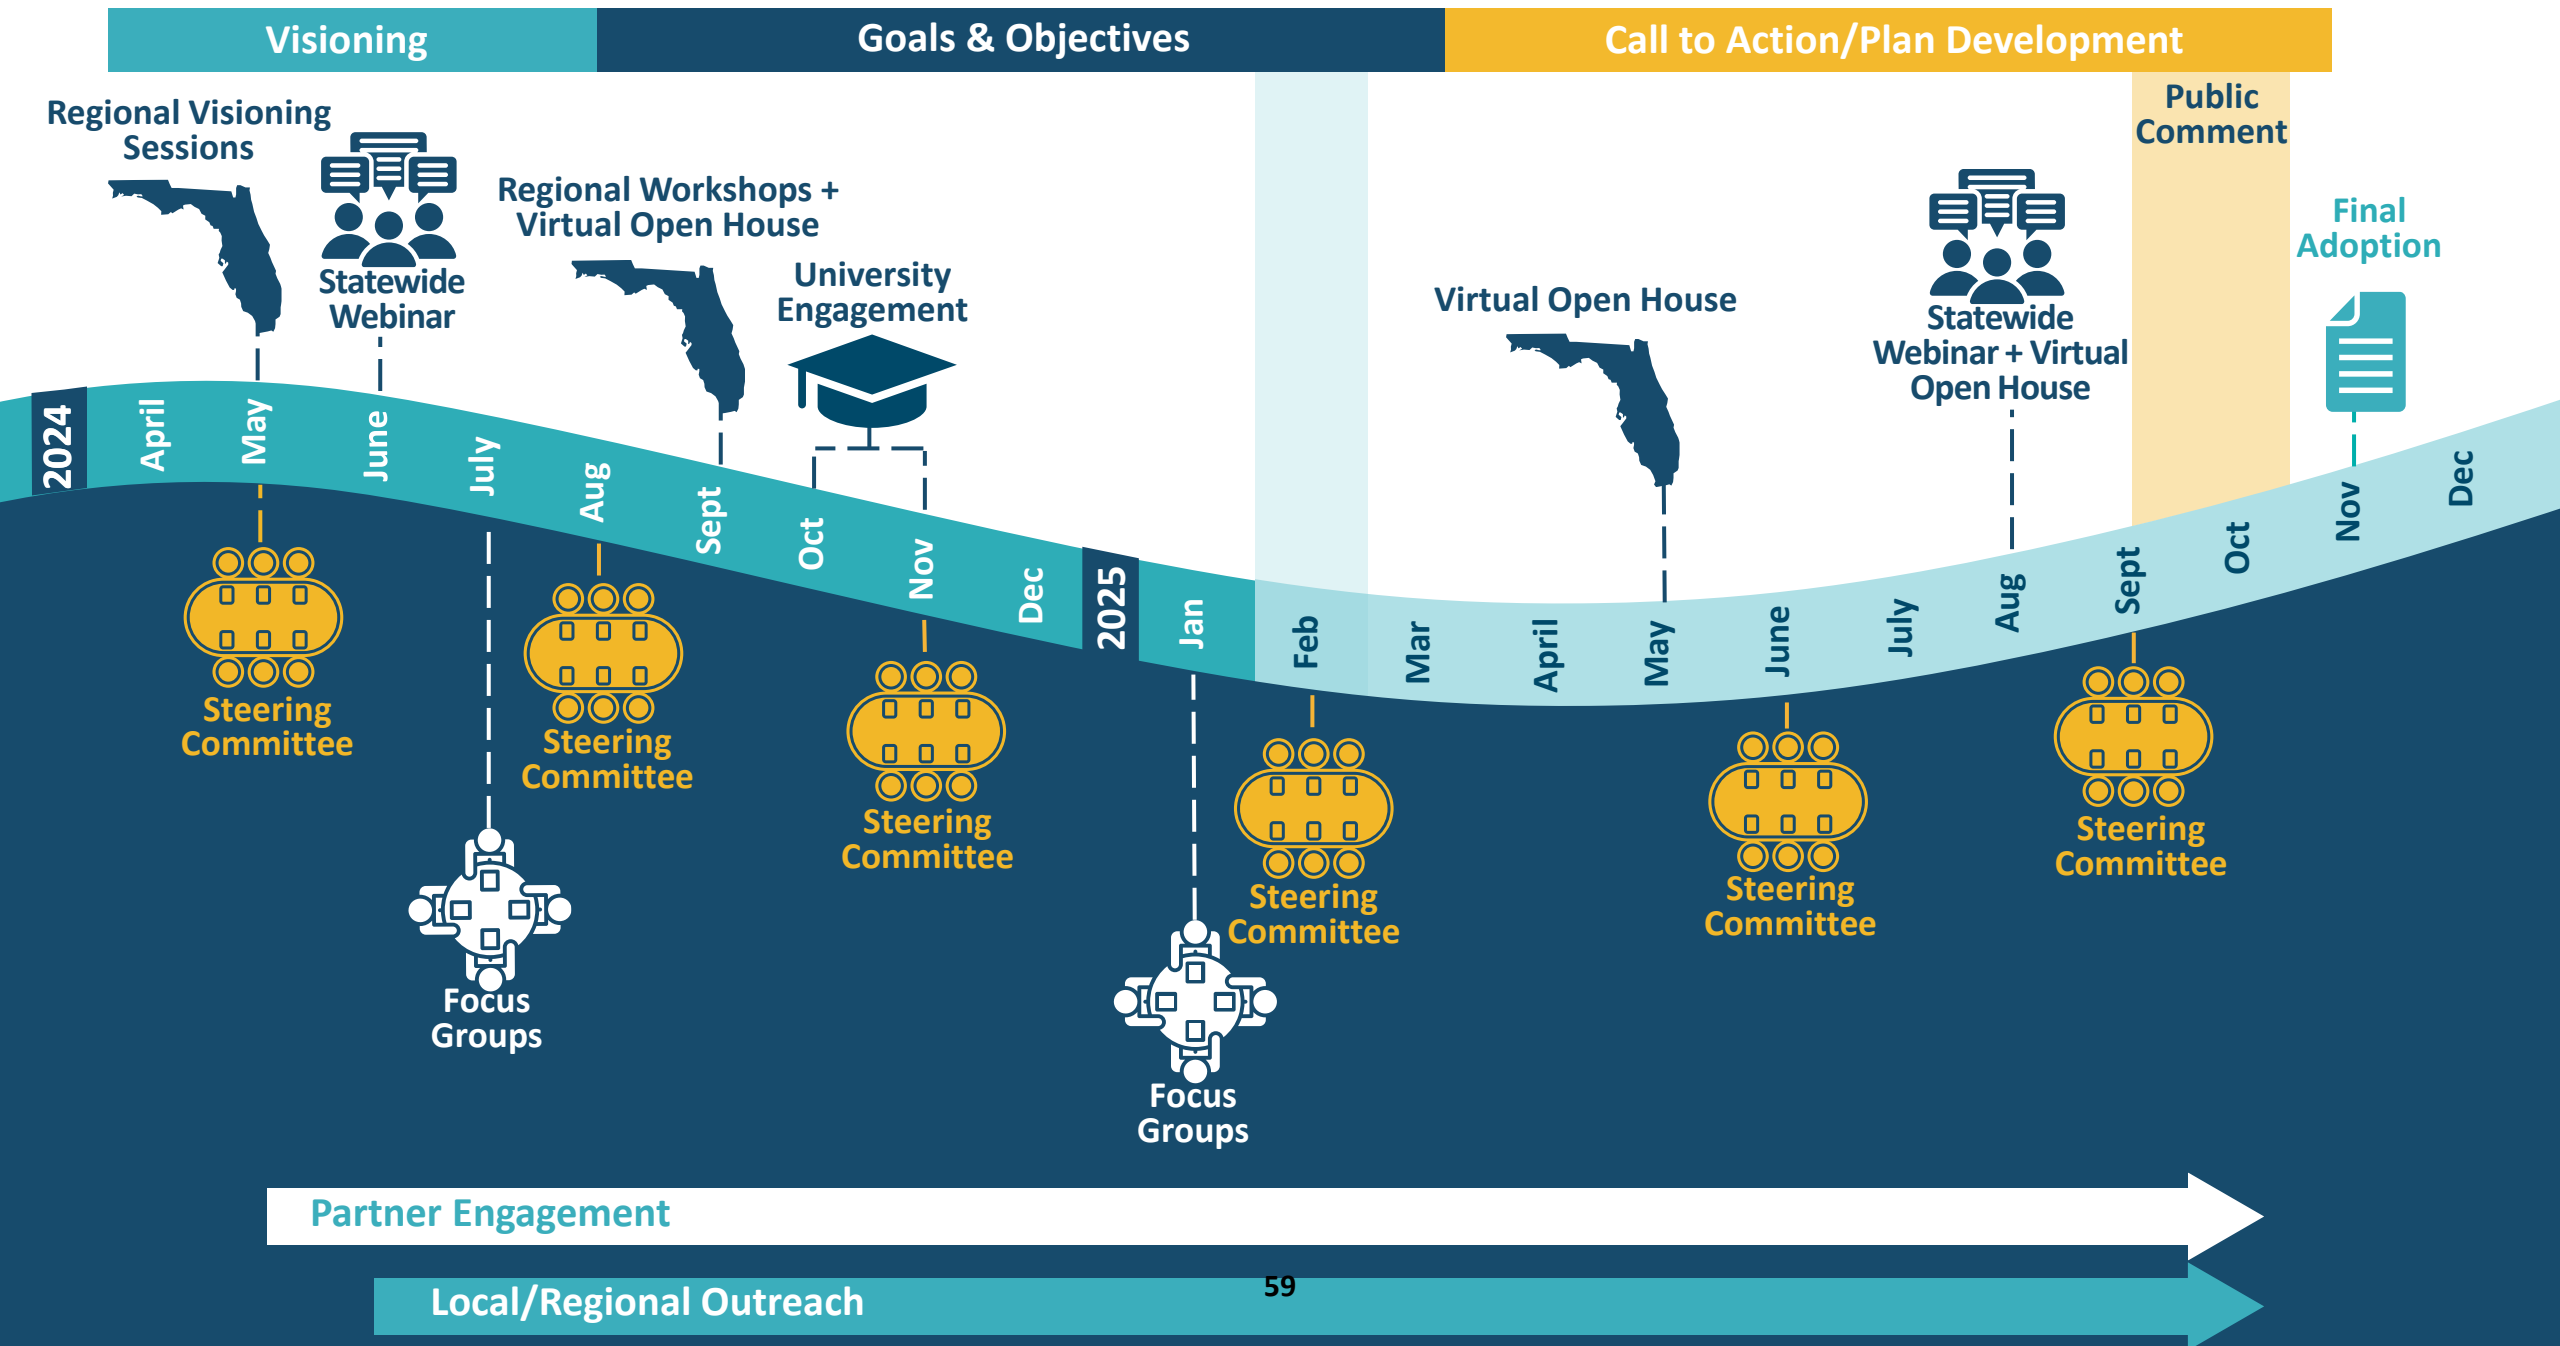 Visioning
Goals & Objectives
Call to Action/Plan Development
Regional Visioning
Sessions
Statewide
Webinar
Regional Workshops +
Virtual Open House
University
Engagement
Virtual Open House
Statewide
Webinar + Virtual
Open House
Public
Comment
Final
Adoption
2024
April
May
June
July
Aug
Sept
Oct
Nov
Dec
2025
Jan
Feb
Mar
April
May
June
July
Aug
Sept
Oct
Nov
Dec
Steering
Committee
Focus
Groups
Steering
Committee
Steering
Committee
Focus
Groups
Steering
Committee
Steering
Committee
Steering
Committee
Partner Engagement
Local/Regional Outreach
59